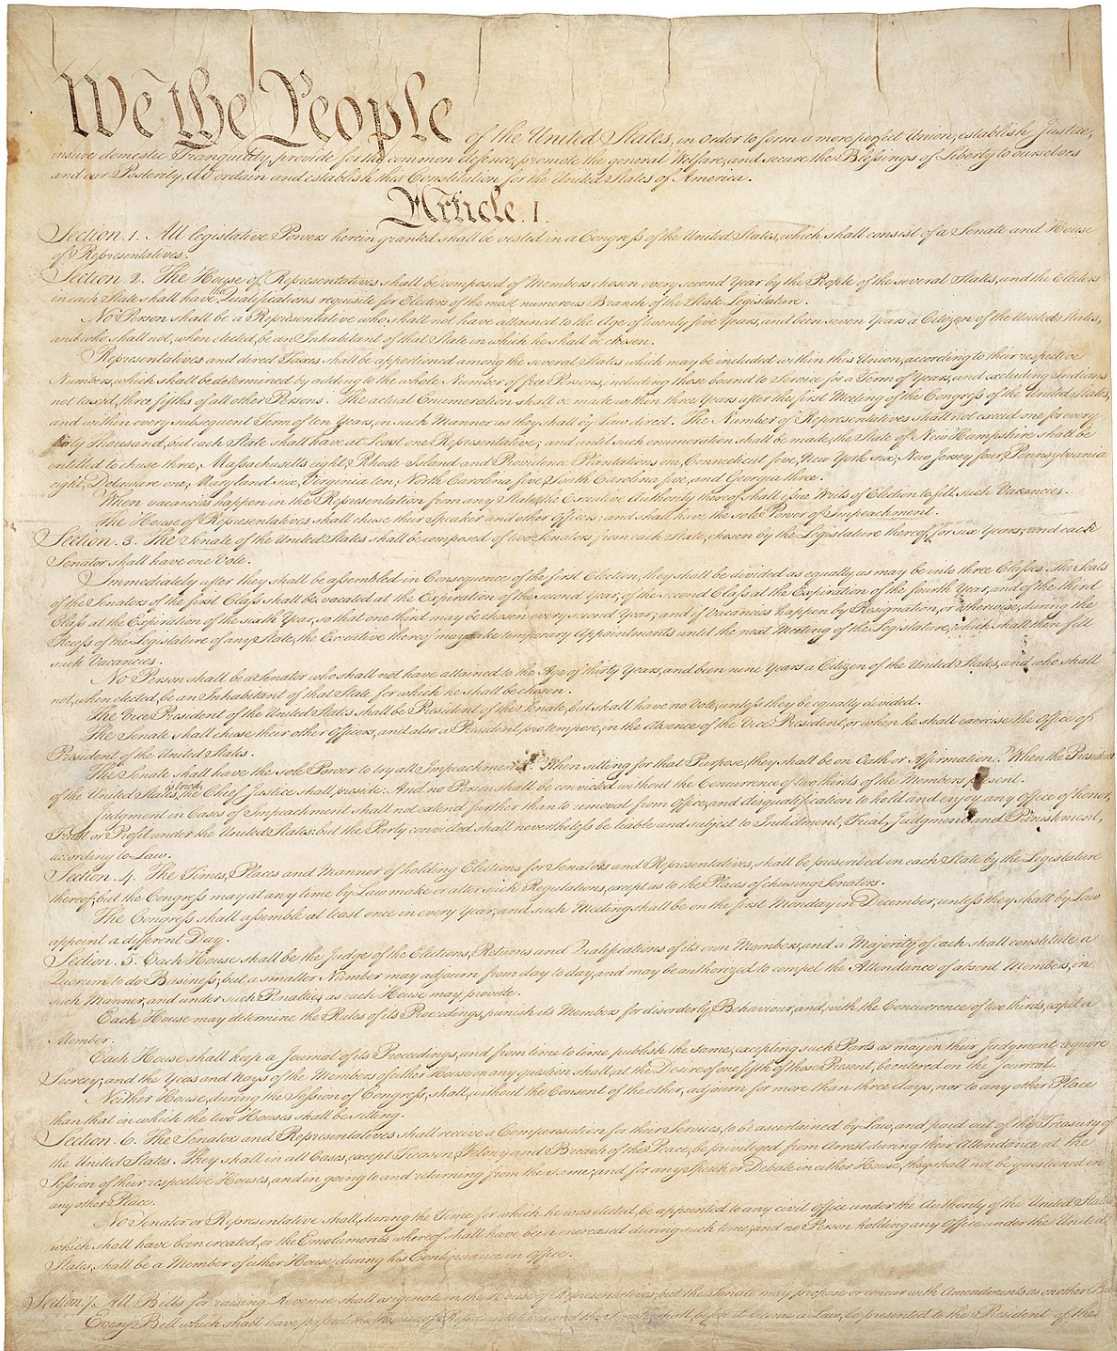 We the People of the United States, in Order to form a more perfect Union, establish Justice,
insure domestic Tranquility, provide for the common defence, promote the general Welfare, and secure the Blessings of Liberty to ourselves
and our Posterity, do ordain and establish this Constitution for the United States of America.
Article. I.
Section. 1. All legislative Powers herein granted shall be vested in a Congress of the United States, which shall consist of a Senate and House
of Representatives.
Section. 2. The House of Representatives shall be composed of Members chosen every second Year by the People of the several States, and the Electors
in each State shall have the Qualifications requisite for Electors of the most numerous Branch of the State Legislature.
No Person shall be a Representative who shall not have attained to the Age of twenty five Years, and been seven Years a Citizen of the United States,
and who shall not, when elected, be an Inhabitant of that State in which he shall be chosen.
Representatives and direct Taxes shall be apportioned among the several States which may be included within this Union, according to their respective
Numbers, which shall be determined by adding to the whole Number of free Persons, including those bound to Service for a Term of Years, and excluding Indians
not taxed, three fifths of all other Persons. The actual Enumeration shall be made within three Years after the first Meeting of the Congress of the United States,
and within every subsequent Term of ten Years, in such Manner as they shall by Law direct. The Number of Representatives shall not exceed one for every
thirty Thousand, but each State shall have at Least one Representative; and until such enumeration shall be made, the State of New Hampshire shall be
entitled to chuse three, Massachusetts eight, Rhode Island and Providence Plantations one, Connecticut five, New York six, New Jersey four, Pennsylvania
eight, Delaware one, Maryland six, Virginia ten, North Carolina five, South Carolina five, and Georgia three.
When vacancies happen in the Representation from any State, the Executive Authority thereof shall issue Writs of Election to fill such Vacancies.
The House of Representatives shall chuse their Speaker and other Officers; and shall have the sole Power of Impeachment.
Section. 3. The Senate of the United States shall be composed of two Senators from each State, chosen by the Legislature thereof, for six Years; and each
Senator shall have one Vote.
Immediately after they shall be assembled in Consequence of the first Election, they shall be divided as equally as may be into three Classes. The Seats
of the Senators of the first Class shall be vacated at the Expiration of the second Year, of the second Class at the Expiration of the fourth Year, and of the third
Class at the Expiration of the sixth Year, so that one third may be chosen every second Year; and if Vacancies happen by Resignation, or otherwise, during the
Recess of the Legislature of any State, the Executive thereof may make temporary Appointments until the next Meeting of the Legislature, which shall then fill
such Vacancies.
No Person shall be a Senator who shall not have attained to the Age of thirty Years, and been nine Years a Citizen of the United States, and who shall
not, when elected, be an Inhabitant of that State for which he shall be chosen.
The Vice President of the United States shall be President of the Senate, but shall have no Vote, unless they be equally divided.
The Senate shall chuse their other Officers, and also a President pro tempore, in the Absence of the Vice President, or when he shall exercise the Office of
President of the United States.
The Senate shall have the sole Power to try all Impeachments. When sitting for that Purpose, they shall be on Oath or Affirmation. When the President
of the United States is tried, the Chief Justice shall preside: And no Person shall be convicted without the Concurrence of two thirds of the Members present.
Judgment in Cases of Impeachment shall not extend further than to removal from Office, and disqualification to hold and enjoy any Office of honor,
Trust or Profit under the United States: but the Party convicted shall nevertheless be liable and subject to Indictment, Trial, Judgment and Punishment,
according to Law.
Section. 4. The Times, Places and Manner of holding Elections for Senators and Representatives, shall be prescribed in each State by the Legislature
thereof; but the Congress may at any time by Law make or alter such Regulations, except as to the Places of chusing Senators.
The Congress shall assemble at least once in every Year, and such Meeting shall be on the first Monday in December, unless they shall by Law
appoint a different Day.
Section. 5. Each House shall be the Judge of the Elections, Returns and Qualifications of its own Members, and a Majority of each shall constitute a
Quorum to do Business; but a smaller Number may adjourn from day to day, and may be authorized to compel the Attendance of absent Members, in
such Manner, and under such Penalties as each House may provide.
Each House may determine the Rules of its Proceedings, punish its Members for disorderly Behaviour, and, with the Concurrence of two thirds, expel a
Member.
Each House shall keep a Journal of its Proceedings, and from time to time publish the same, excepting such Parts as may in their Judgment require
Secrecy; and the Yeas and Nays of the Members of either House on any question shall, at the Desire of one fifth of those Present, be entered on the Journal.
Neither House, during the Session of Congress, shall, without the Consent of the other, adjourn for more than three days, nor to any other Place
than that in which the two Houses shall be sitting.
Section. 6. The Senators and Representatives shall receive a Compensation for their Services, to be ascertained by Law, and paid out of the Treasury of
the United States. They shall in all Cases, except Treason, Felony and Breach of the Peace, be privileged from Arrest during their Attendance at the
Session of their respective Houses, and in going to and returning from the same; and for any Speech or Debate in either House, they shall not be questioned in
any other Place.
No Senator or Representative shall, during the Time for which he was elected, be appointed to any civil Office under the Authority of the United States,
which shall have been created, or the Emoluments whereof shall have been encreased during such time; and no Person holding any Office under the United
States, shall be a Member of either House during his Continuance in Office.
Section. 7. All Bills for raising Revenue shall originate in the House of Representatives; but the Senate may propose or concur with Amendments as on other Bills.
Every Bill which shall have passed the House of Representatives and the Senate, shall, before it become a Law, be presented to the President of the